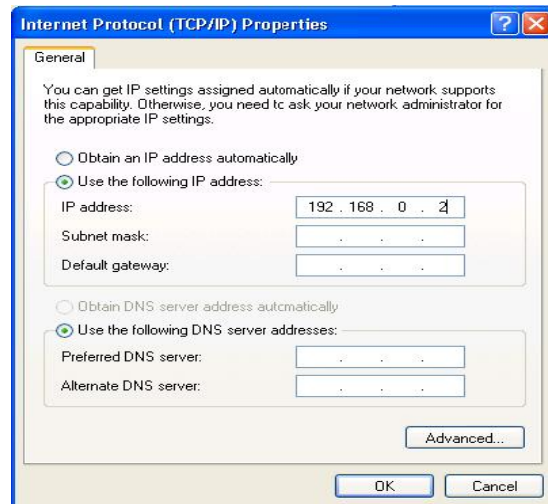 Internet Protocol (TCP/IP) Properties
General
You can get IP settings assigned automatically if your network supports
this capability. Otherwise, you need to ask your network administrator for
the appropriate IP settings.
Obtain an IP address automatically
Use the following IP address:
IP address: 192 . 168 . 0 . 2
Subnet mask: . . .
Default gateway: . . .
Obtain DNS server address automatically
Use the following DNS server addresses:
Preferred DNS server: . . .
Alternate DNS server: . . .
Advanced...
OK Cancel